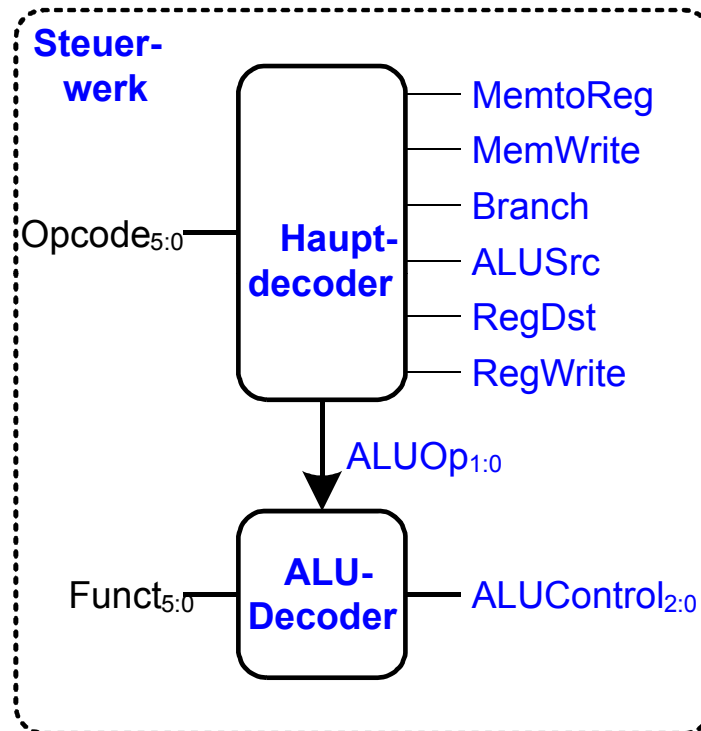 Steuer-
werk
MemtoReg
MemWrite
Branch
Opcode5:0
Haupt-
decoder
ALUSrc
RegDst
RegWrite
ALUOp1:0
Funct5:0
ALU-
Decoder
ALUControl2:0